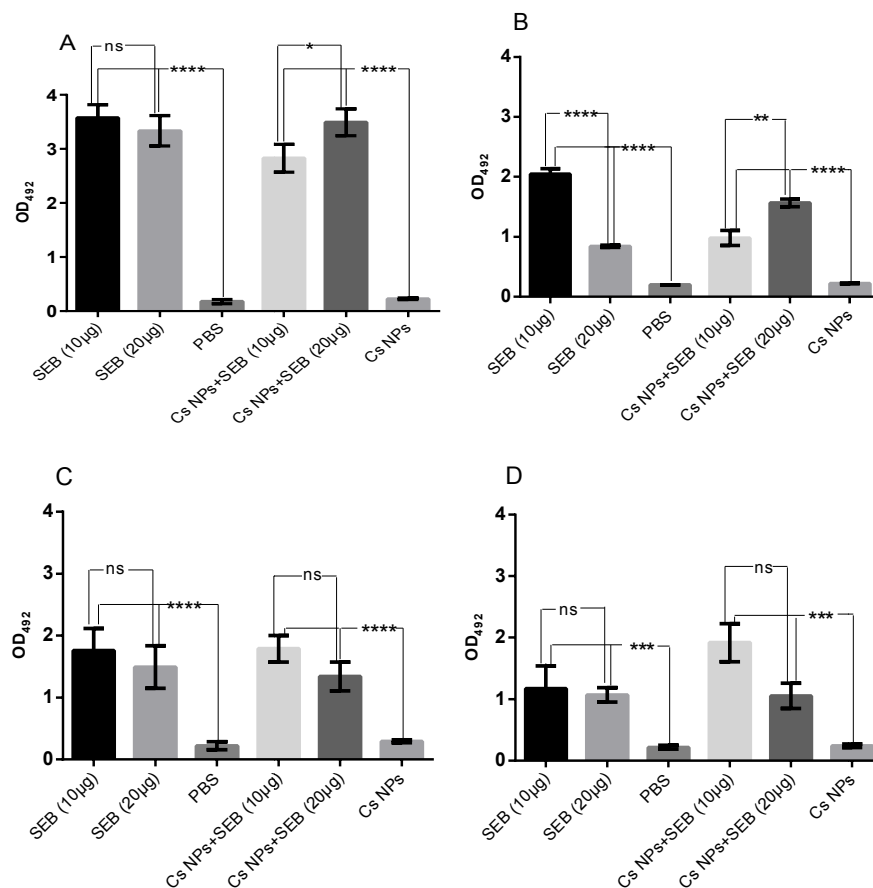 A
ns
****
*
****
4
3
2
1
0
OD492
SEB (10µg)
SEB (20µg)
PBS
Cs NPs+SEB (10µg)
Cs NPs+SEB (20µg)
Cs NPs
B
****
****
**
****
4
3
2
1
0
OD492
SEB (10µg)
SEB (20µg)
PBS
Cs NPs+SEB (10µg)
Cs NPs+SEB (20µg)
Cs NPs
C
ns
****
ns
****
4
3
2
1
0
OD492
SEB (10µg)
SEB (20µg)
PBS
Cs NPs+SEB (10µg)
Cs NPs+SEB (20µg)
Cs NPs
D
ns
***
ns
***
4
3
2
1
0
OD492
SEB (10µg)
SEB (20µg)
PBS
Cs NPs+SEB (10µg)
Cs NPs+SEB (20µg)
Cs NPs